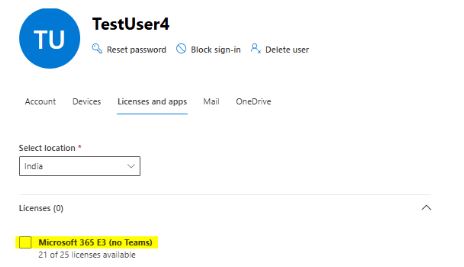 TU
TestUser4
Reset password Block sign-in Delete user
Account Devices Licenses and apps Mail OneDrive
Select location *
India
Licenses (0)
Microsoft 365 E3 (no Teams)
21 of 25 licenses available